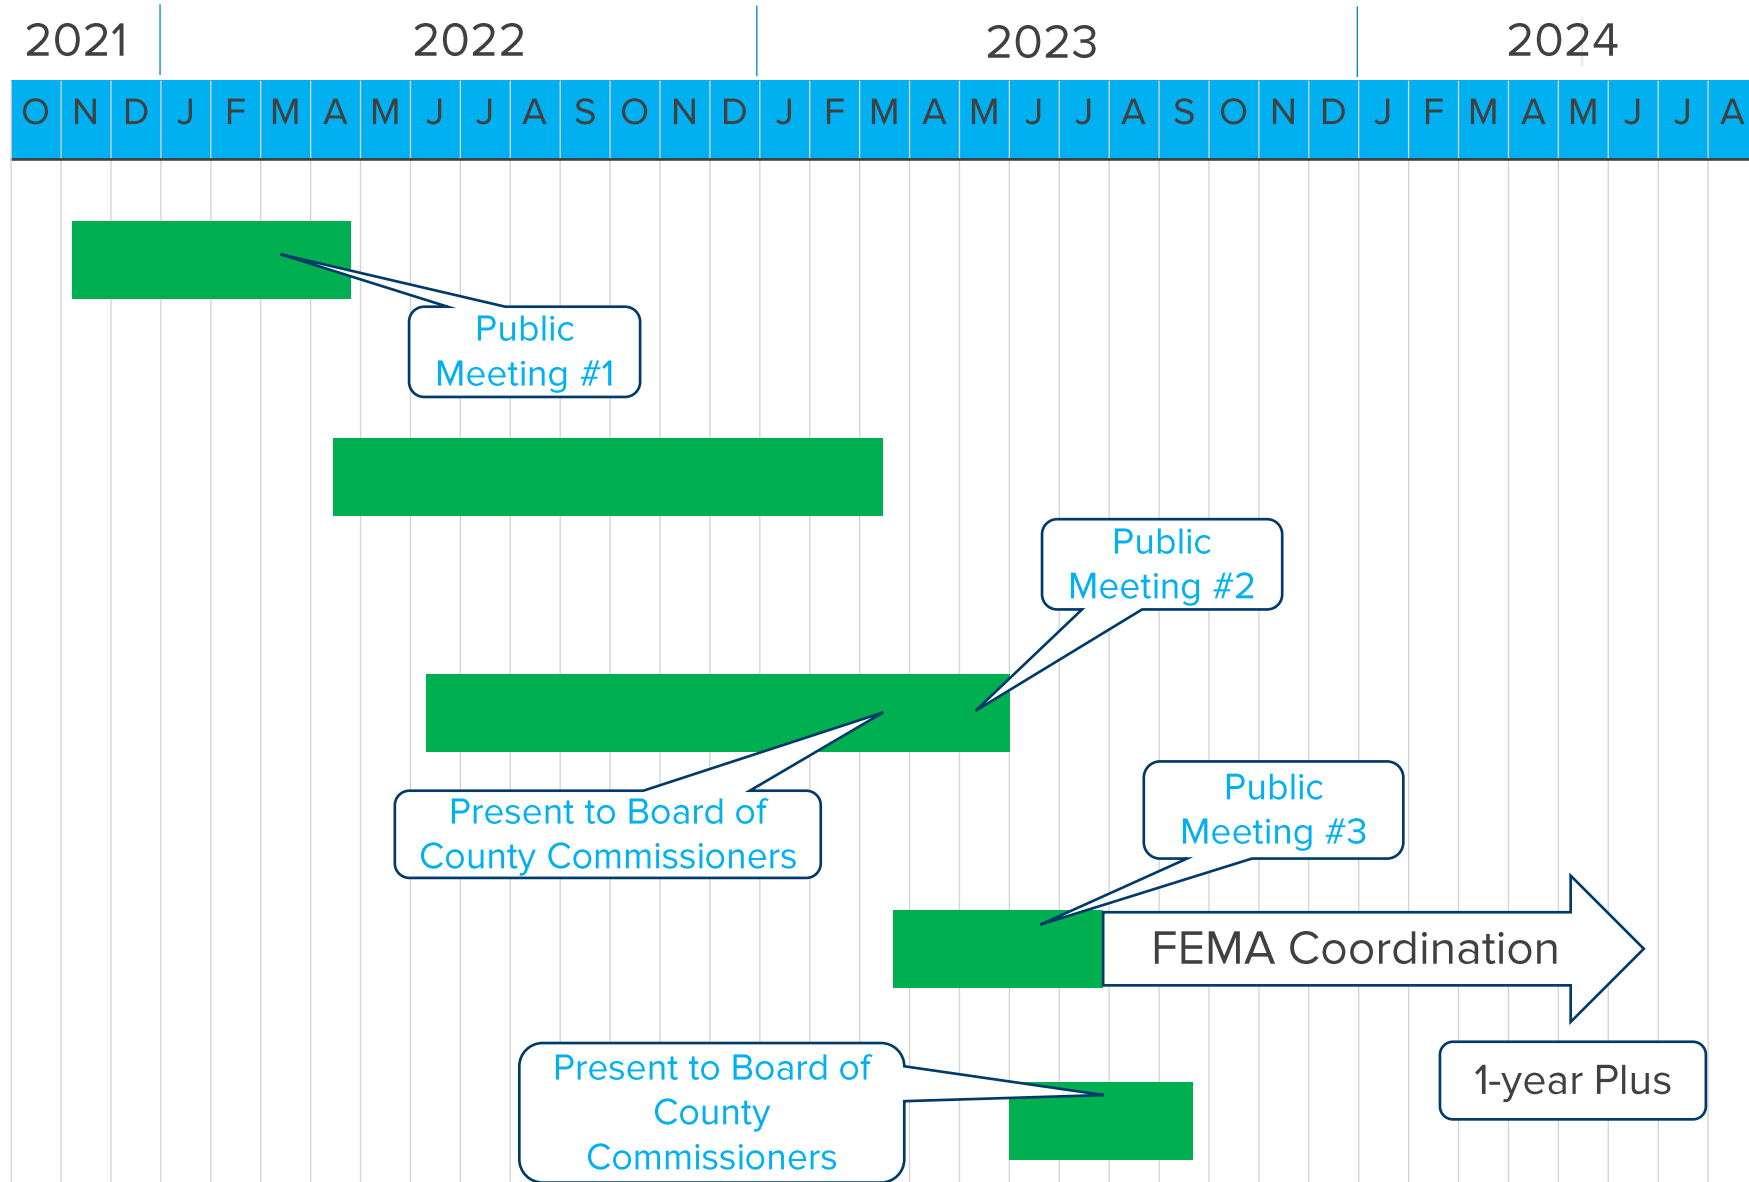 2021 2022 2023 2024
O N D J F M A M J J A S O N D J F M A M J J A S O N D J F M A M J J A
Public
Meeting #1
Public
Meeting #2
Present to Board of
County Commissioners
Public
Meeting #3
FEMA Coordination
Present to Board of
County
Commissioners
1-year Plus